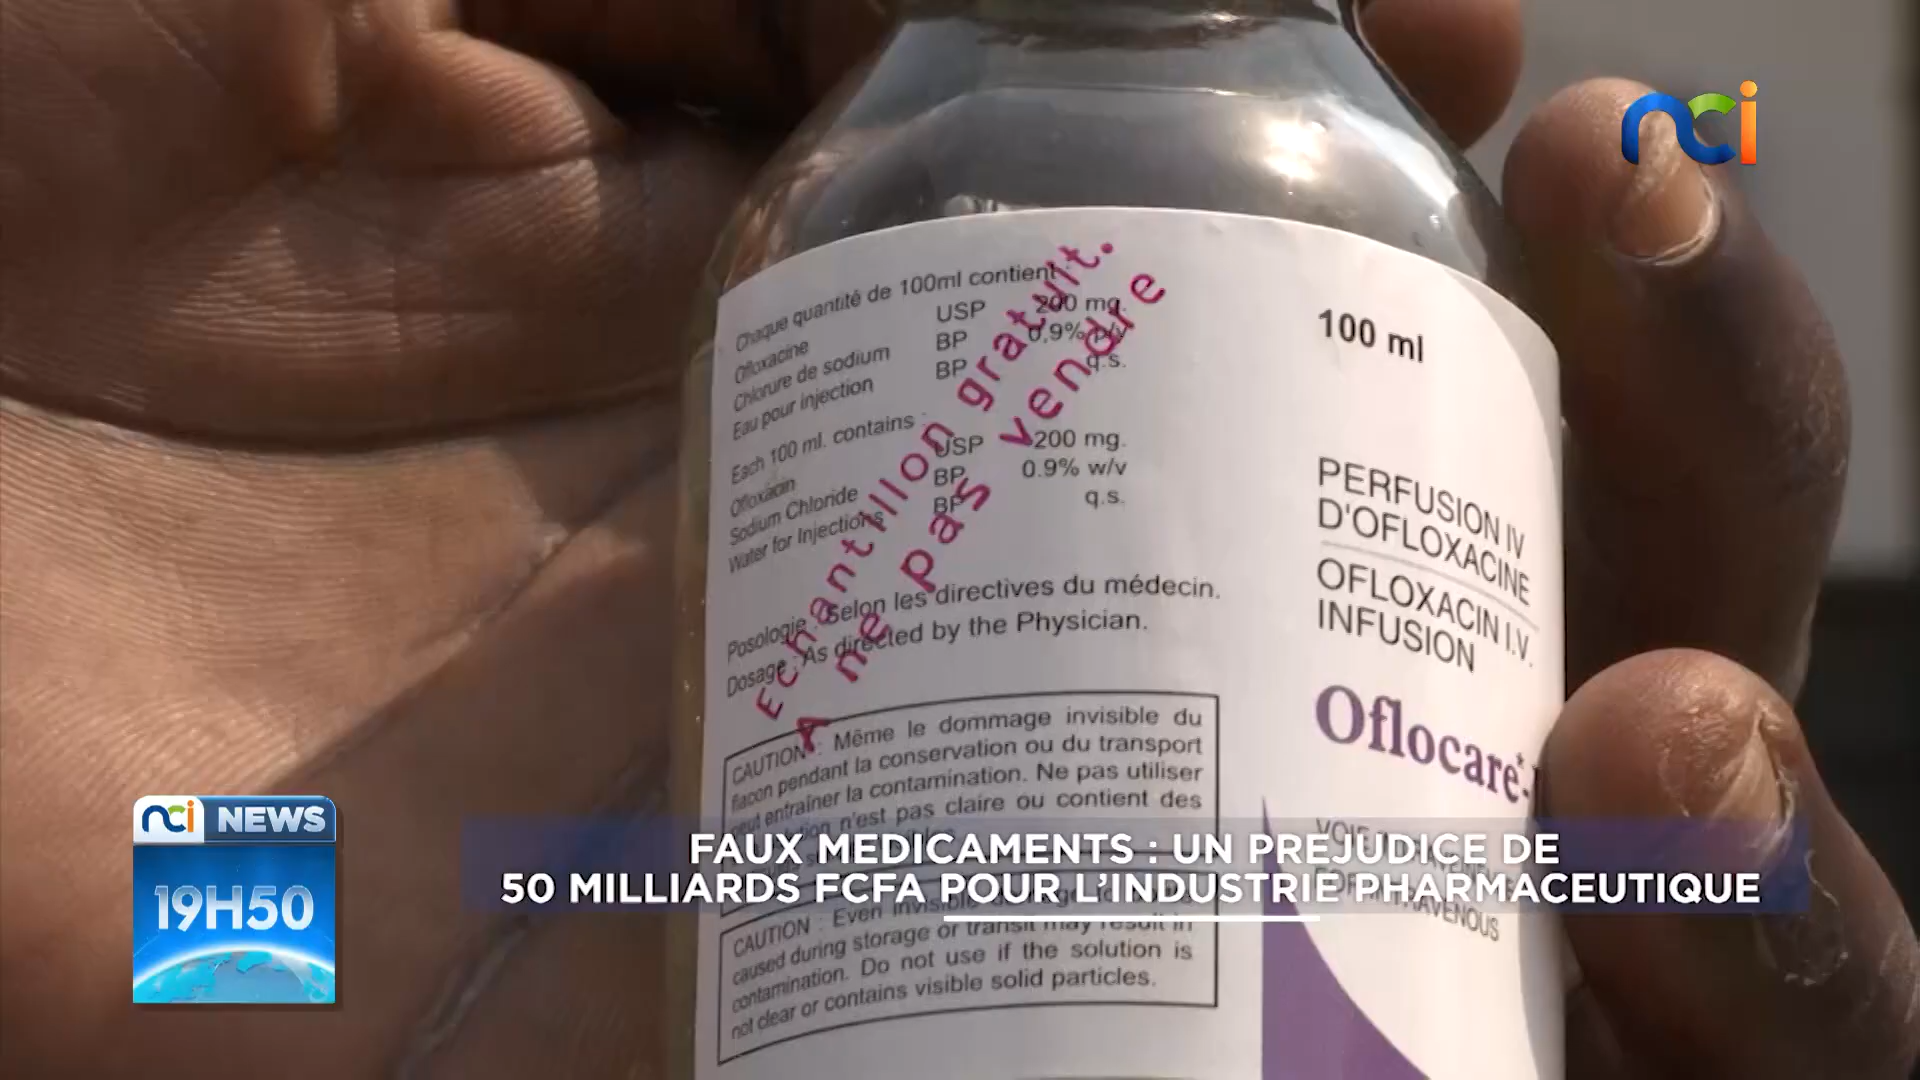 nci
Chaque quantité de 100ml contient :
Ofloxacine USP 200 mg.
Chlorure de sodium BP 0,9% p/v
Eau pour injection BP q.s.
Each 100 ml. contains :
Ofloxacin USP 200 mg.
Sodium Chloride BP 0.9% w/v
Water for Injections BP q.s.
Echantillon gratuit.
A ne pas vendre
Posologie : Selon les directives du médecin.
Dosage : As directed by the Physician.
CAUTION : Même le dommage invisible du
flacon pendant la conservation ou du transport
peut entraîner la contamination. Ne pas utiliser
n'est pas claire ou contient des
CAUTION : Even invisible
caused during storage or transit may result in
contamination. Do not use if the solution is
not clear or contains visible solid particles.
100 ml
PERFUSION IV
D'OFLOXACINE
OFLOXACIN I.V.
INFUSION
Oflocare
nci NEWS
19H50
FAUX MEDICAMENTS : UN PREJUDICE DE
50 MILLIARDS FCFA POUR L'INDUSTRIE PHARMACEUTIQUE